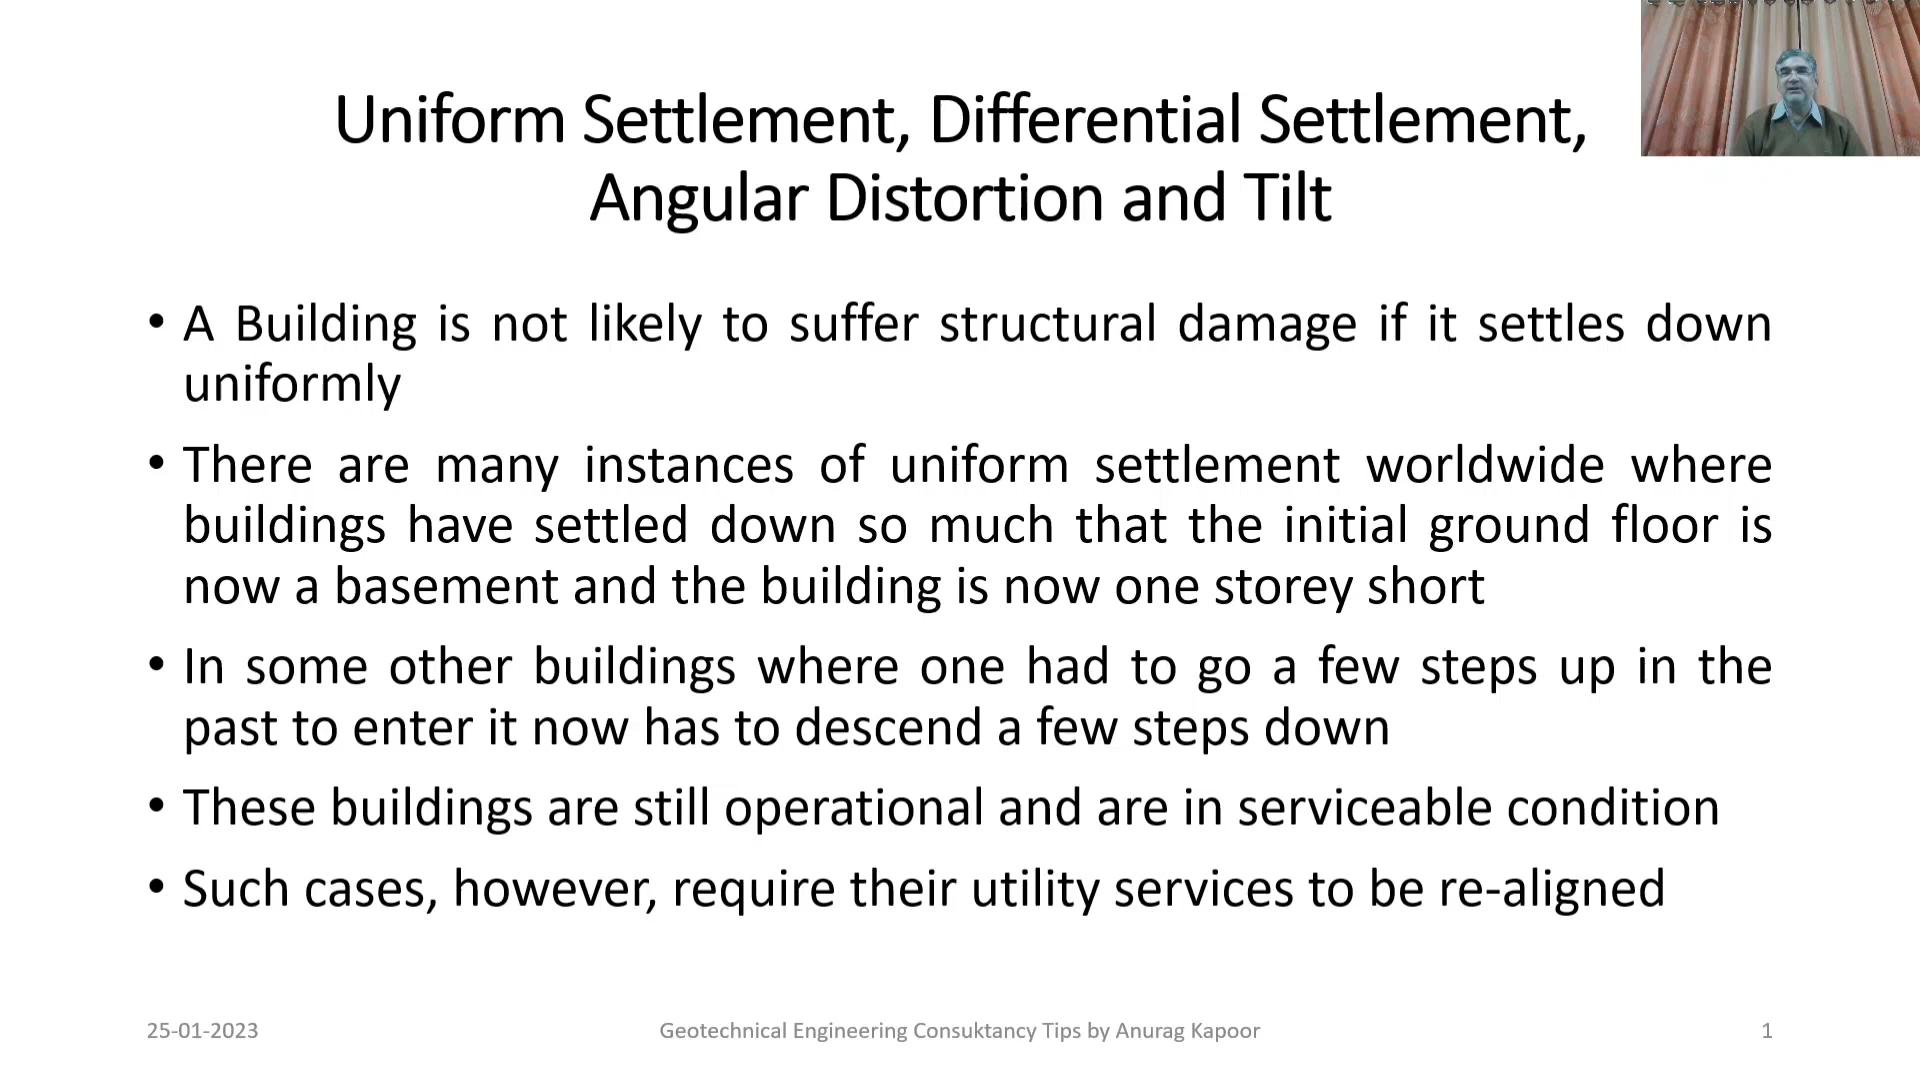 Uniform Settlement, Differential Settlement,
Angular Distortion and Tilt
• A Building is not likely to suffer structural damage if it settles down
uniformly
• There are many instances of uniform settlement worldwide where
buildings have settled down so much that the initial ground floor is
now a basement and the building is now one storey short
• In some other buildings where one had to go a few steps up in the
past to enter it now has to descend a few steps down
• These buildings are still operational and are in serviceable condition
• Such cases, however, require their utility services to be re-aligned
25-01-2023
Geotechnical Engineering Consuktancy Tips by Anurag Kapoor
1